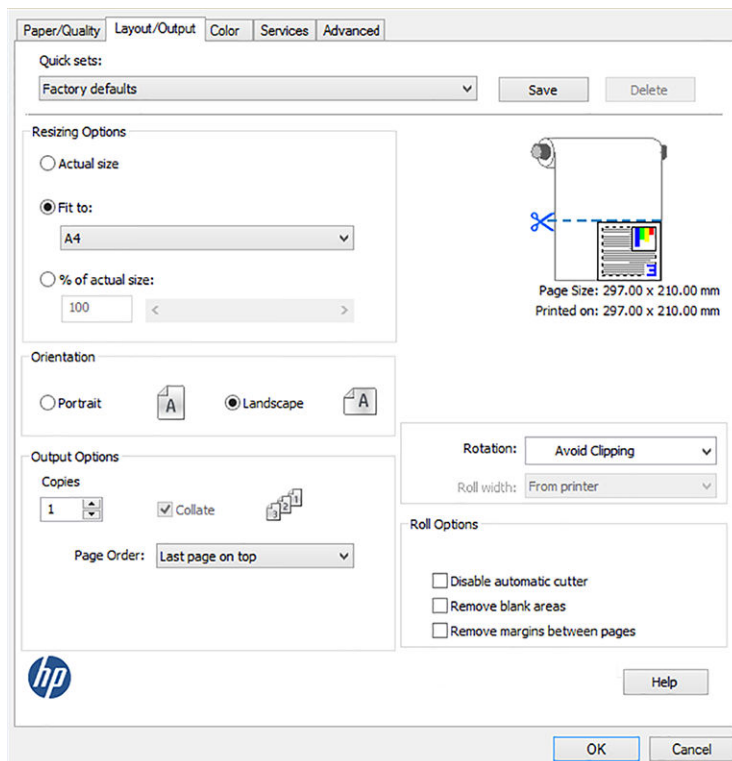 Paper/Quality Layout/Output Color Services Advanced
Quick sets:
Factory defaults Save Delete
Resizing Options
Actual size
Fit to:
A4
% of actual size:
100
Page Size: 297.00 x 210.00 mm
Printed on: 297.00 x 210.00 mm
Orientation
Portrait A Landscape A
Rotation: Avoid Clipping
Roll width: From printer
Output Options
Copies
1 Collate 3 2 1
Page Order: Last page on top
Roll Options
Disable automatic cutter
Remove blank areas
Remove margins between pages
hp
Help
OK Cancel